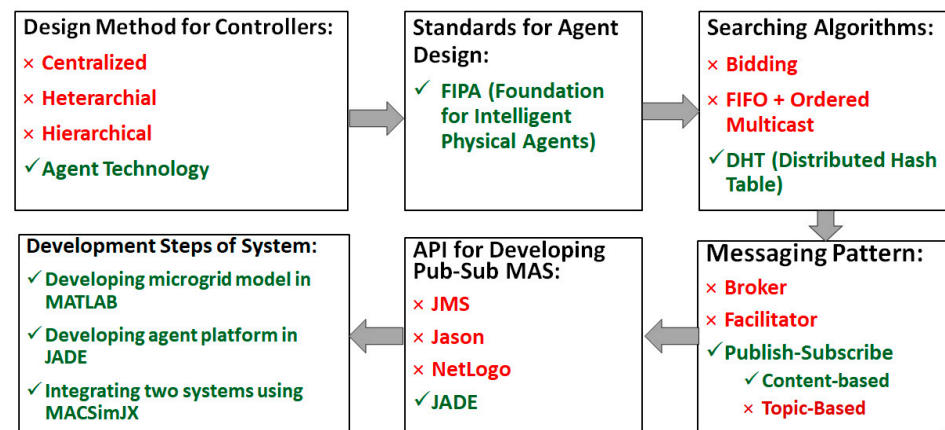 Design Method for Controllers:
× Centralized
× Heterarchial
× Hierarchical
✓ Agent Technology
Standards for Agent
Design:
✓ FIPA (Foundation
for Intelligent
Physical Agents)
Searching Algorithms:
× Bidding
× FIFO + Ordered
Multicast
✓ DHT (Distributed Hash
Table)
Messaging Pattern:
× Broker
× Facilitator
✓ Publish-Subscribe
✓ Content-based
× Topic-Based
API for Developing
Pub-Sub MAS:
× JMS
× Jason
× NetLogo
✓ JADE
Development Steps of System:
✓ Developing microgrid model in
MATLAB
✓ Developing agent platform in
JADE
✓ Integrating two systems using
MACSimJX